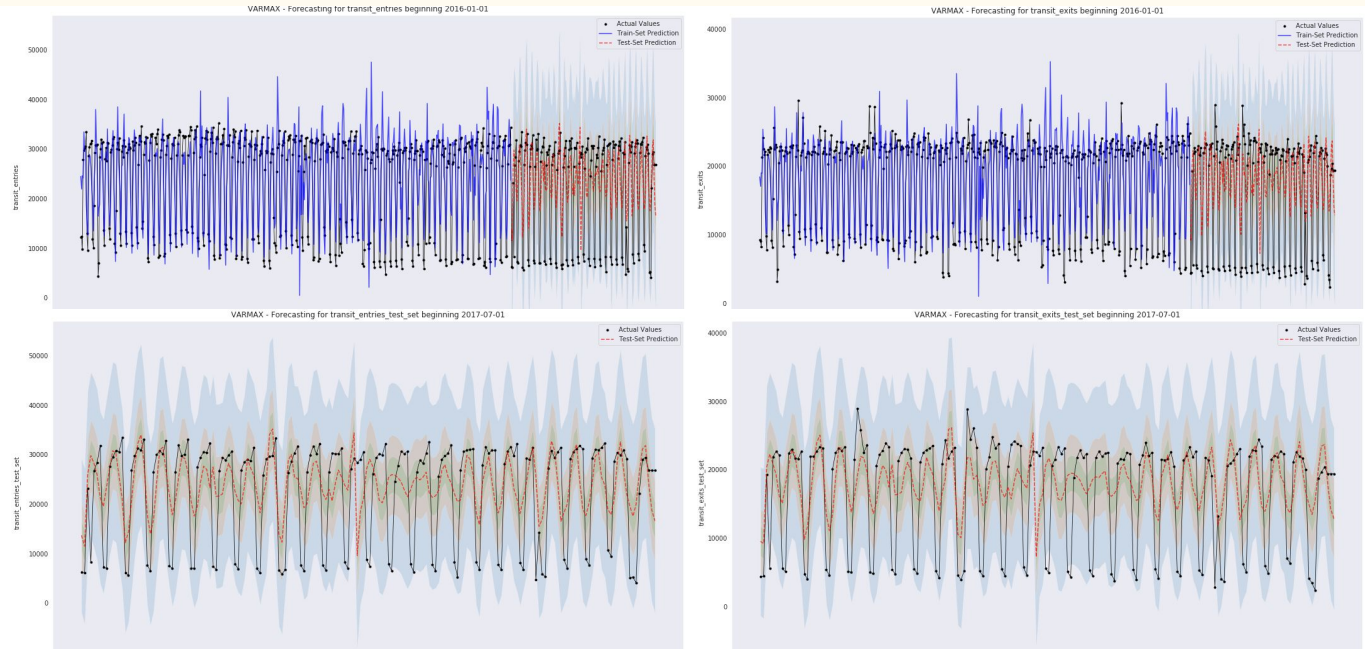 VARMAX - Forecasting for transit_entries beginning 2016-01-01
Actual Values
Train-Set Prediction
Test-Set Prediction
50000
40000
30000
20000
10000
0
transit_entries
VARMAX - Forecasting for transit_exits beginning 2016-01-01
Actual Values
Train-Set Prediction
Test-Set Prediction
40000
30000
20000
10000
0
transit_exits
VARMAX - Forecasting for transit_entries_test_set beginning 2017-07-01
Actual Values
Test-Set Prediction
50000
40000
30000
20000
10000
0
transit_entries_test_set
VARMAX - Forecasting for transit_exits_test_set beginning 2017-07-01
Actual Values
Test-Set Prediction
40000
30000
20000
10000
0
transit_exits_test_set